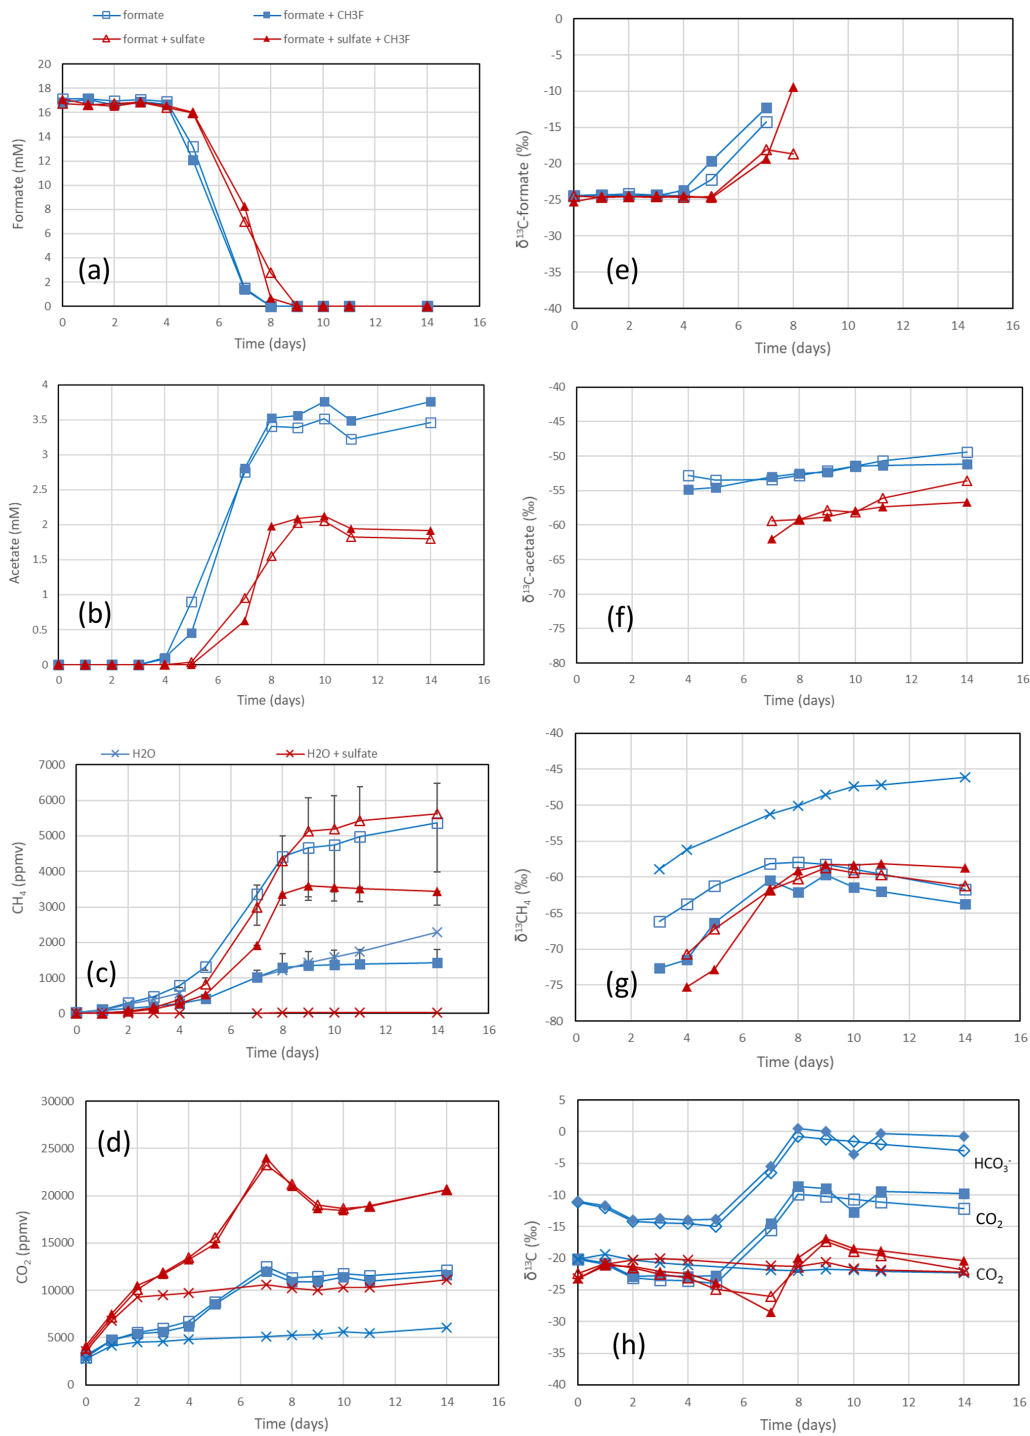 formate
formate + CH3F
format + sulfate
formate + sulfate + CH3F
20
18
16
14
12
10
8
6
4
2
0
Formate (mM)
(a)
0 2 4 6 8 10 12 14 16
Time (days)
0
-5
-10
-15
-20
-25
-30
-35
-40
δ¹³C-formate (‰)
(e)
0 2 4 6 8 10 12 14 16
Time (days)
4
3.5
3
2.5
2
1.5
1
0.5
0
Acetate (mM)
(b)
0 2 4 6 8 10 12 14 16
Time (days)
-40
-50
-55
-60
-65
-70
-75
-80
δ¹³C-acetate (‰)
(f)
0 2 4 6 8 10 12 14 16
Time (days)
H2O
H2O + sulfate
7000
6000
5000
4000
3000
2000
1000
0
CH₄ (ppmv)
(c)
0 2 4 6 8 10 12 14 16
Time (days)
-40
-45
-50
-55
-60
-65
-70
-75
-80
δ¹³CH₄ (‰)
(g)
0 2 4 6 8 10 12 14 16
Time (days)
30000
25000
20000
15000
10000
5000
0
CO₂ (ppmv)
(d)
0 2 4 6 8 10 12 14 16
Time (days)
5
0
-5
-10
-15
-20
-25
-30
-35
-40
δ¹³C (‰)
HCO₃⁻
CO₂
CO₂
(h)
0 2 4 6 8 10 12 14 16
Time (days)